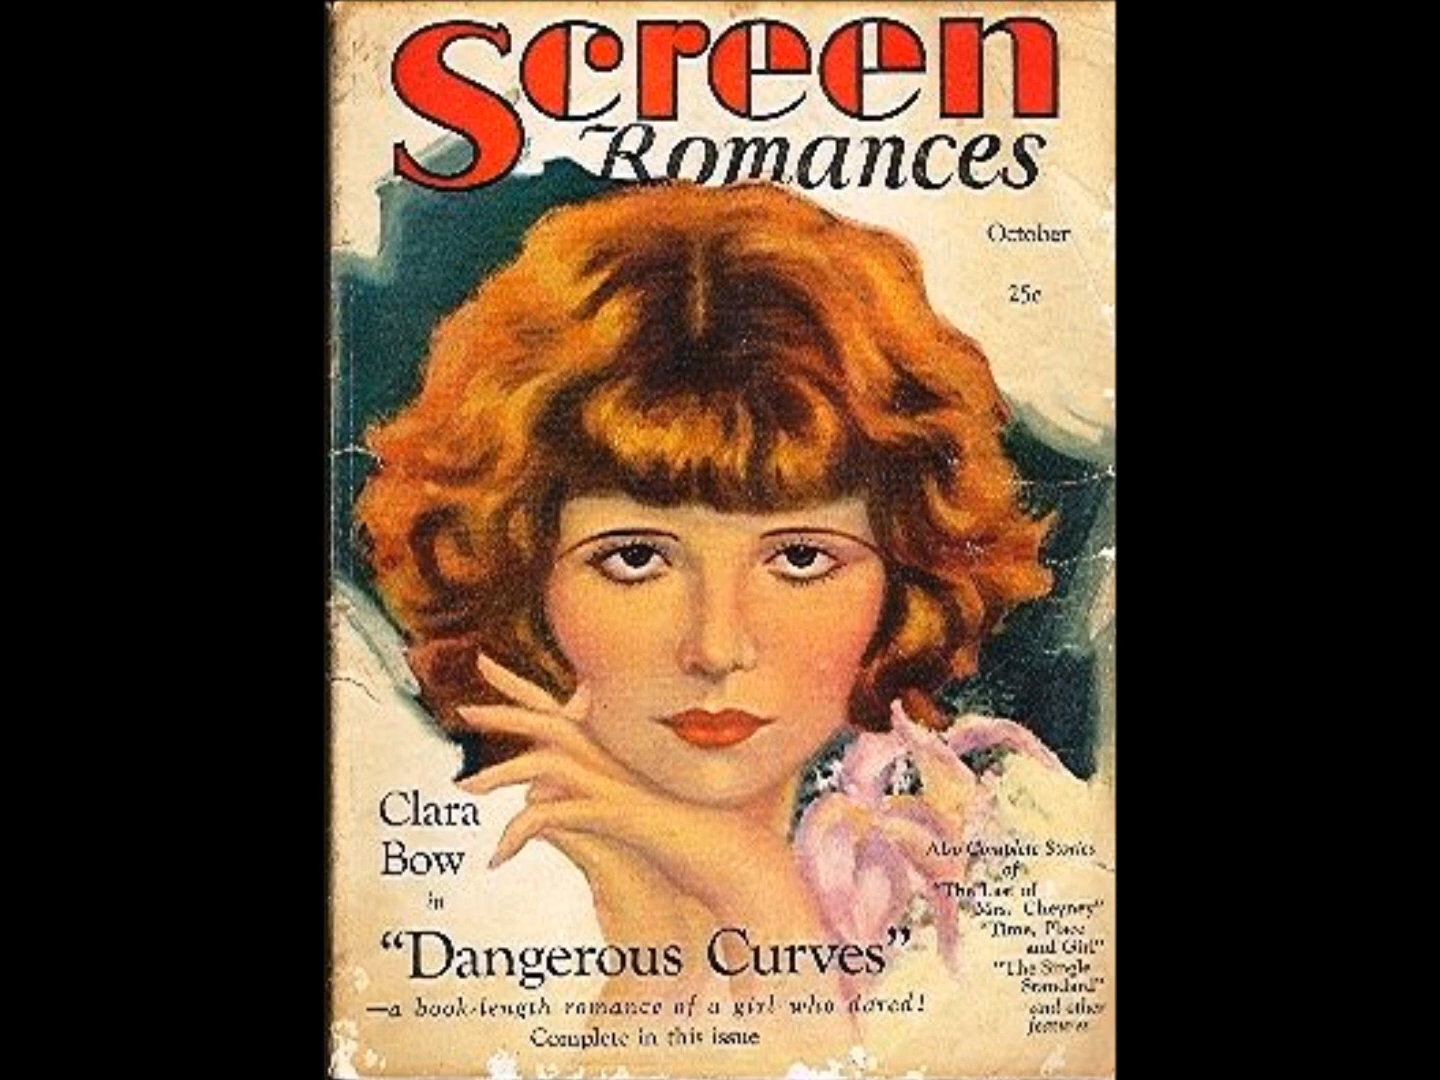 Screen
Romances
October
25c
Clara
Bow
in
"Dangerous Curves"
—a book-length romance of a girl who dared!
Complete in this issue
Also Complete Stories
of
"The Last of
Mrs. Cheyney"
"Time, Place
and Girl"
"The Single
Standard"
and other
features